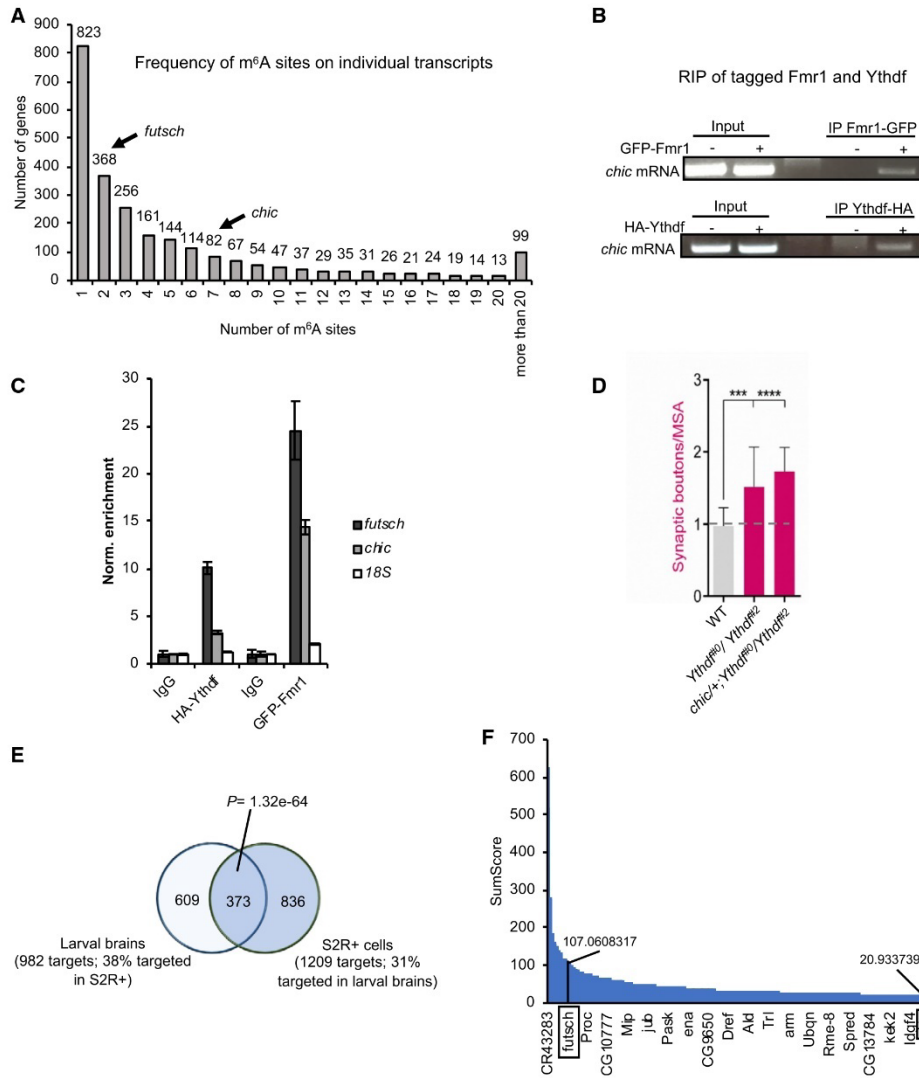 A
Frequency of m⁶A sites on individual transcripts
Number of genes
900
800
700
600
500
400
300
200
100
0
823
368
256
161
144
114
82
67
54
47
37
29
35
31
26
21
24
19
14
13
99
futsch
chic
1
2
3
4
5
6
7
8
9
10
11
12
13
14
15
16
17
18
19
20
more than 20
Number of m⁶A sites
B
RIP of tagged Fmr1 and Ythdf
Input
IP Fmr1-GFP
GFP-Fmr1 - + - +
chic mRNA
Input
IP Ythdf-HA
HA-Ythdf - + - +
chic mRNA
C
Norm. enrichment
30
25
20
15
10
5
0
IgG
HA-Ythdf
IgG
GFP-Fmr1
futsch
chic
18S
D
Synaptic boutons/MSA
3
2
1
0
*** ****
WT
Ythdf#0/ Ythdf#2
chic/+;Ythdf#0/Ythdf#2
E
P= 1.32e-64
609
373
836
Larval brains
(982 targets; 38% targeted
in S2R+)
S2R+ cells
(1209 targets; 31%
targeted in larval brains)
F
SumScore
700
600
500
400
300
200
100
0
107.0608317
20.933739
CR43283
futsch
Proc
CG10777
Mip
jub
Pask
ena
CG9650
Dref
Ald
Trl
arm
Ubqn
Rme-8
Spred
CG13784
kek2
Idgf4